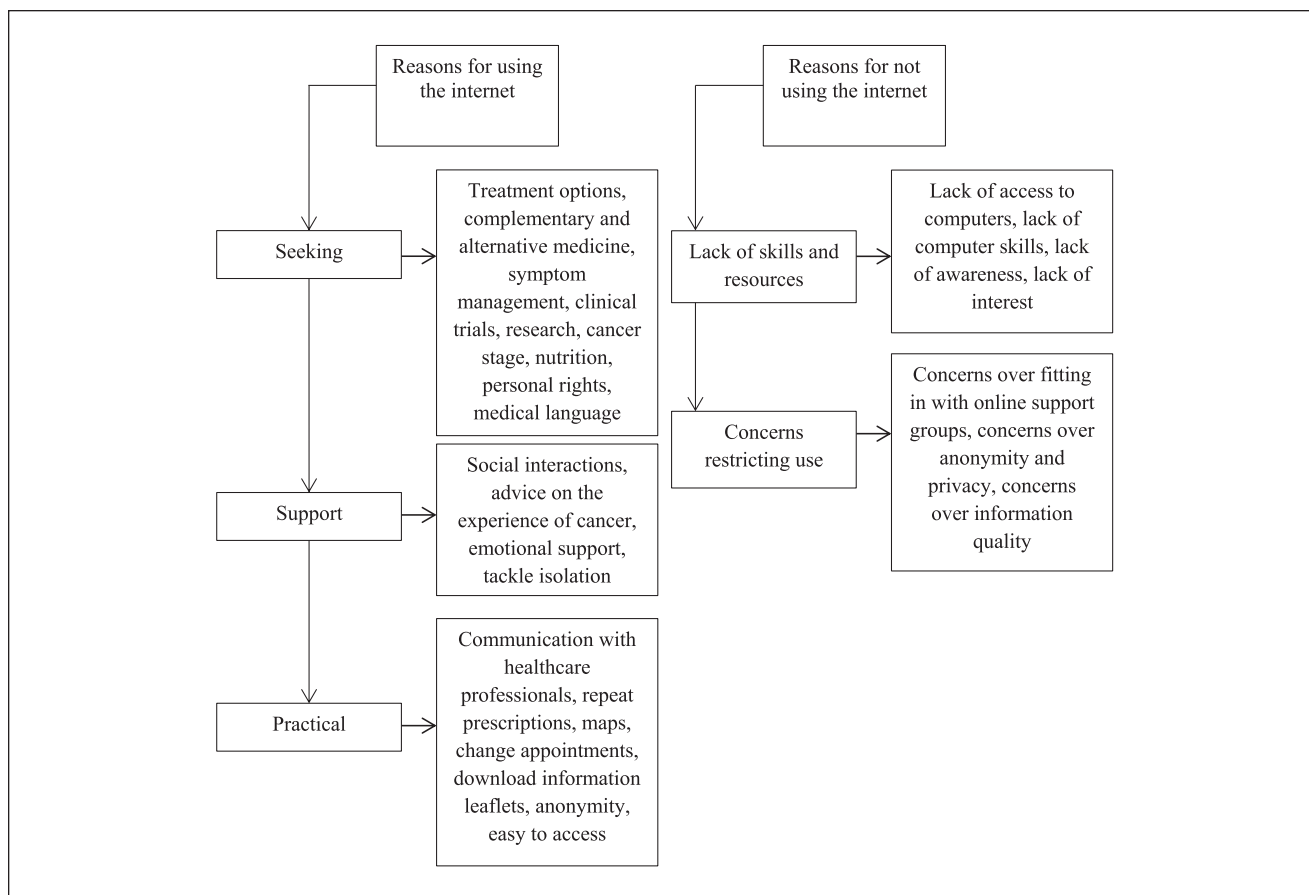 Reasons for using
the internet
Seeking
Treatment options,
complementary and
alternative medicine,
symptom
management, clinical
trials, research, cancer
stage, nutrition,
personal rights,
medical language
Support
Social interactions,
advice on the
experience of cancer,
emotional support,
tackle isolation
Practical
Communication with
healthcare
professionals, repeat
prescriptions, maps,
change appointments,
download information
leaflets, anonymity,
easy to access
Reasons for not
using the internet
Lack of skills and
resources
Lack of access to
computers, lack of
computer skills, lack
of awareness, lack of
interest
Concerns
restricting use
Concerns over fitting
in with online support
groups, concerns over
anonymity and
privacy, concerns
over information
quality